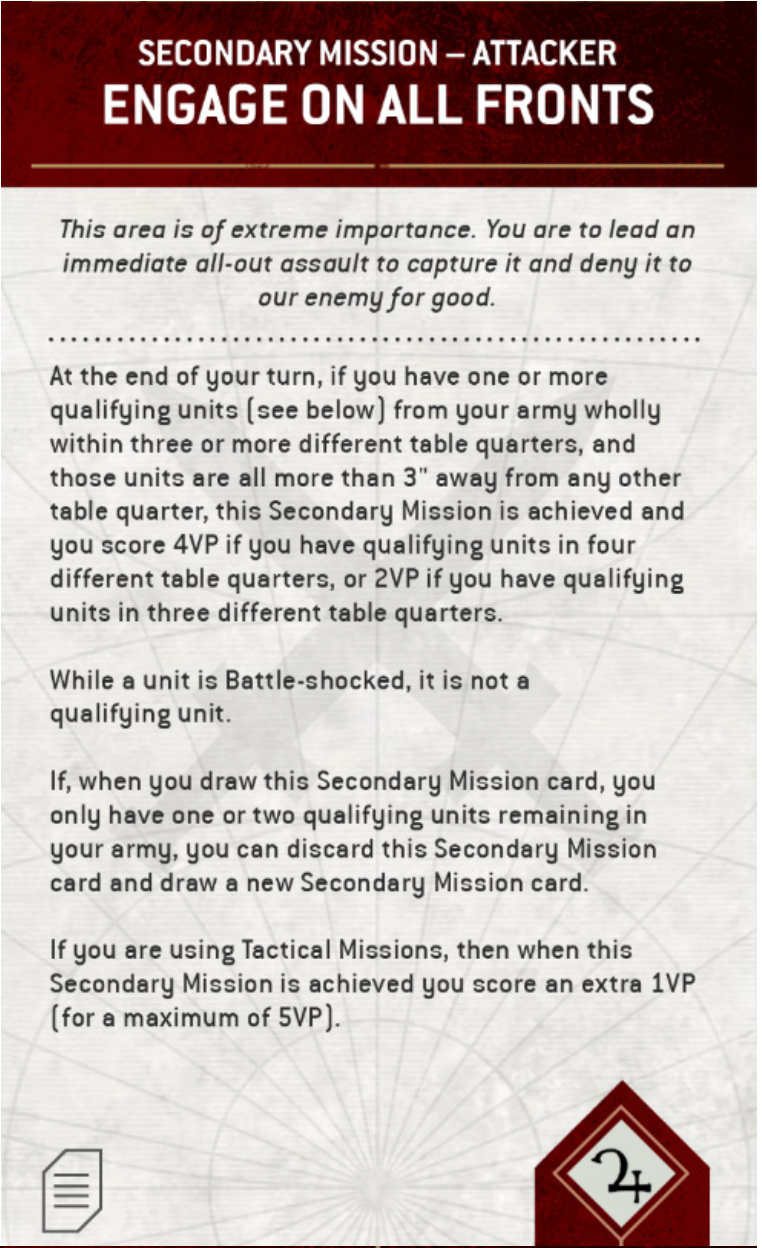 SECONDARY MISSION – ATTACKER
ENGAGE ON ALL FRONTS
This area is of extreme importance. You are to lead an
immediate all-out assault to capture it and deny it to
our enemy for good.
At the end of your turn, if you have one or more
qualifying units (see below) from your army wholly
within three or more different table quarters, and
those units are all more than 3" away from any other
table quarter, this Secondary Mission is achieved and
you score 4VP if you have qualifying units in four
different table quarters, or 2VP if you have qualifying
units in three different table quarters.
While a unit is Battle-shocked, it is not a
qualifying unit.
If, when you draw this Secondary Mission card, you
only have one or two qualifying units remaining in
your army, you can discard this Secondary Mission
card and draw a new Secondary Mission card.
If you are using Tactical Missions, then when this
Secondary Mission is achieved you score an extra 1VP
(for a maximum of 5VP).